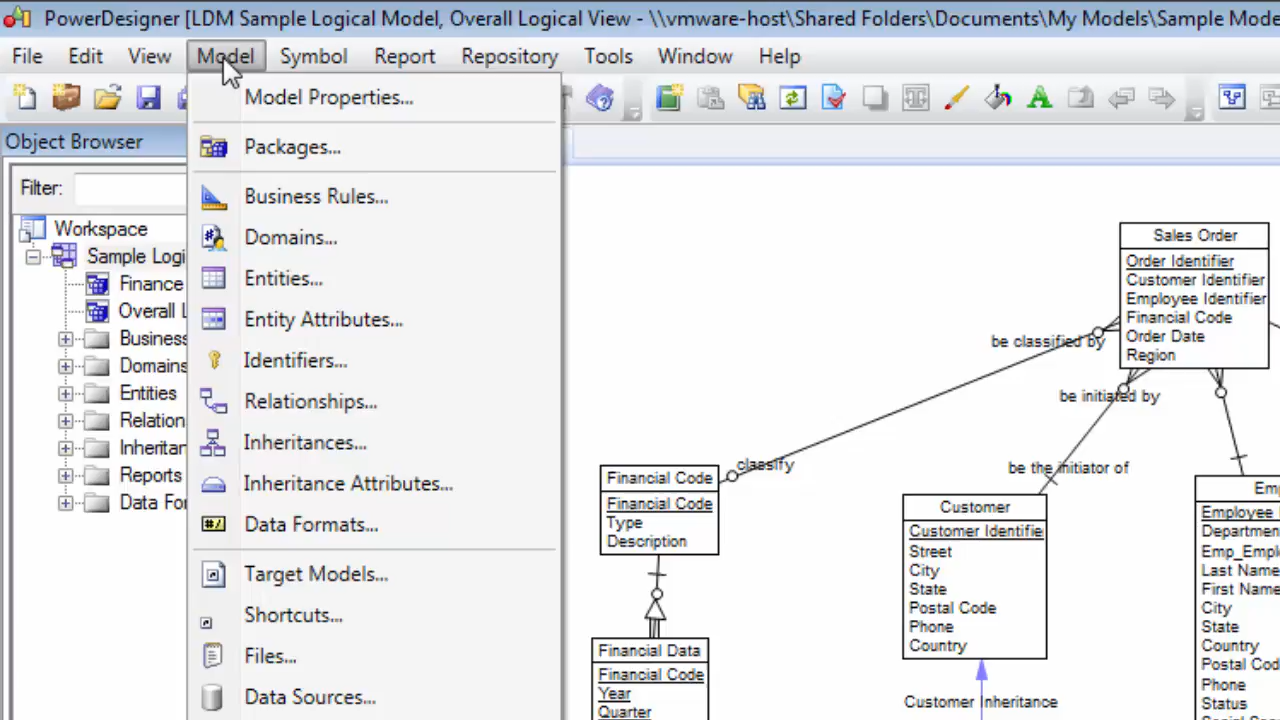 PowerDesigner [LDM Sample Logical Model, Overall Logical View - \\vmware-host\Shared Folders\Documents\My Models\Sample Mode
File Edit View Model Symbol Report Repository Tools Window Help
Object Browser
Filter:
Workspace
Sample Logi
Finance
Overall L
Business
Domains
Entities
Relation
Inheritan
Reports
Data For
Model Properties...
Packages...
Business Rules...
Domains...
Entities...
Entity Attributes...
Identifiers...
Relationships...
Inheritances...
Inheritance Attributes...
Data Formats...
Target Models...
Shortcuts...
Files...
Data Sources...
Sales Order
Order Identifier
Customer Identifier
Employee Identifier
Financial Code
Order Date
Region
be classified by
be initiated by
classify
be the initiator of
Financial Code
Financial Code
Type
Description
Financial Data
Financial Code
Year
Quarter
Customer
Customer Identifie
Street
City
State
Postal Code
Phone
Country
Customer Inheritance
Emp
Employee I
Department
Emp_Empl
Last Name
First Name
City
State
Country
Postal Cod
Phone
Status